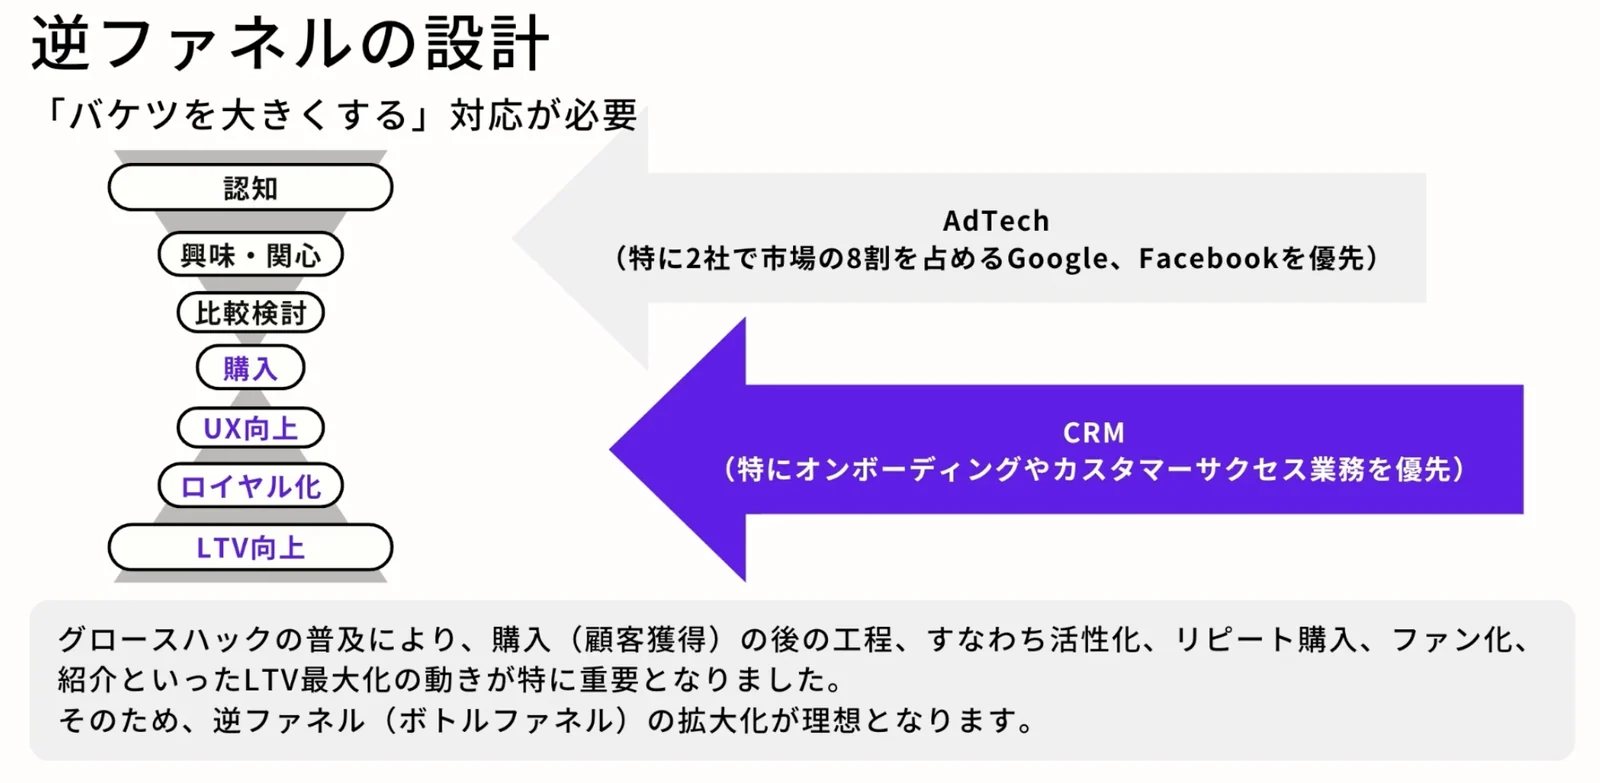 逆ファネルの設計
「バケツを大きくする」対応が必要
認知
興味・関心
比較検討
購入
UX向上
ロイヤル化
LTV向上
AdTech
（特に2社で市場の8割を占めるGoogle、Facebookを優先）
CRM
（特にオンボーディングやカスタマーサクセス業務を優先）
グロースハックの普及により、購入（顧客獲得）の後の工程、すなわち活性化、リピート購入、ファン化、
紹介といったLTV最大化の動きが特に重要となりました。
そのため、逆ファネル（ボトルファネル）の拡大化が理想となります。